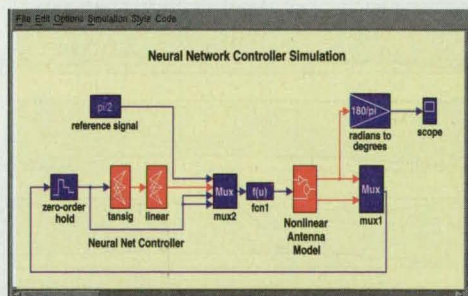 File Edit Options Simulation Style Code
Neural Network Controller Simulation
pi/2
reference signal
180/pi
radians to
degrees
scope
zero-order
hold
tansig
linear
Mux
mux2
f(u)
fcn1
Nonlinear
Antenna
Model
Mux
mux1
Neural Net Controller